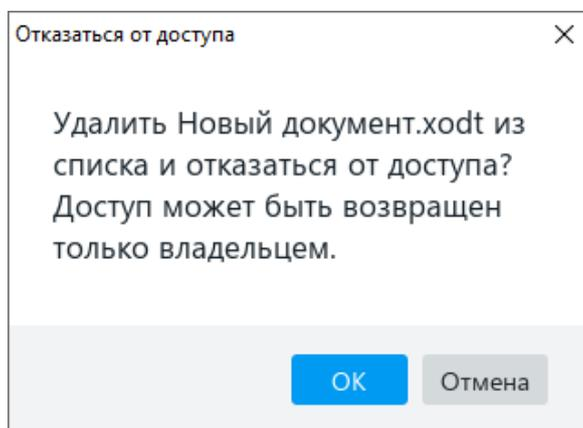 Отказаться от доступа
Удалить Новый документ.xodt из
списка и отказаться от доступа?
Доступ может быть возвращен
только владельцем.
ОК
Отмена